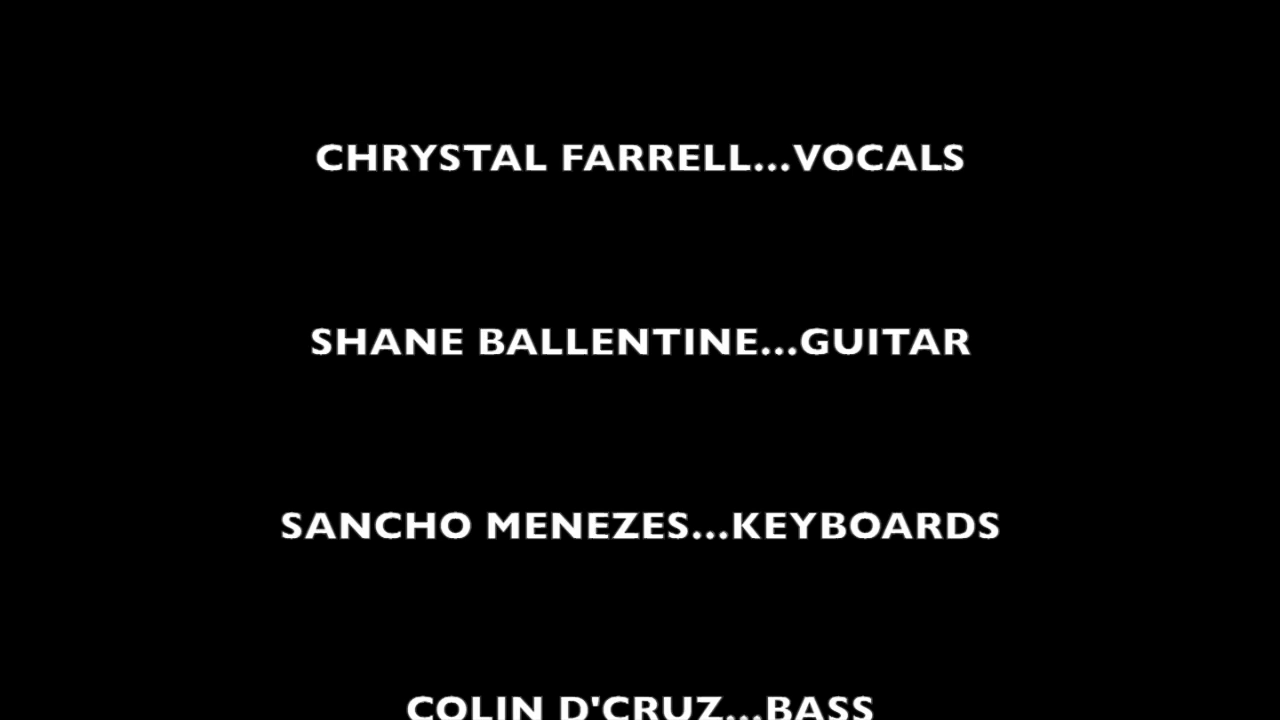 CHRYSTAL FARRELL...VOCALS
SHANE BALLENTINE...GUITAR
SANCHO MENEZES...KEYBOARDS
COLIN D'CRUZ...BASS